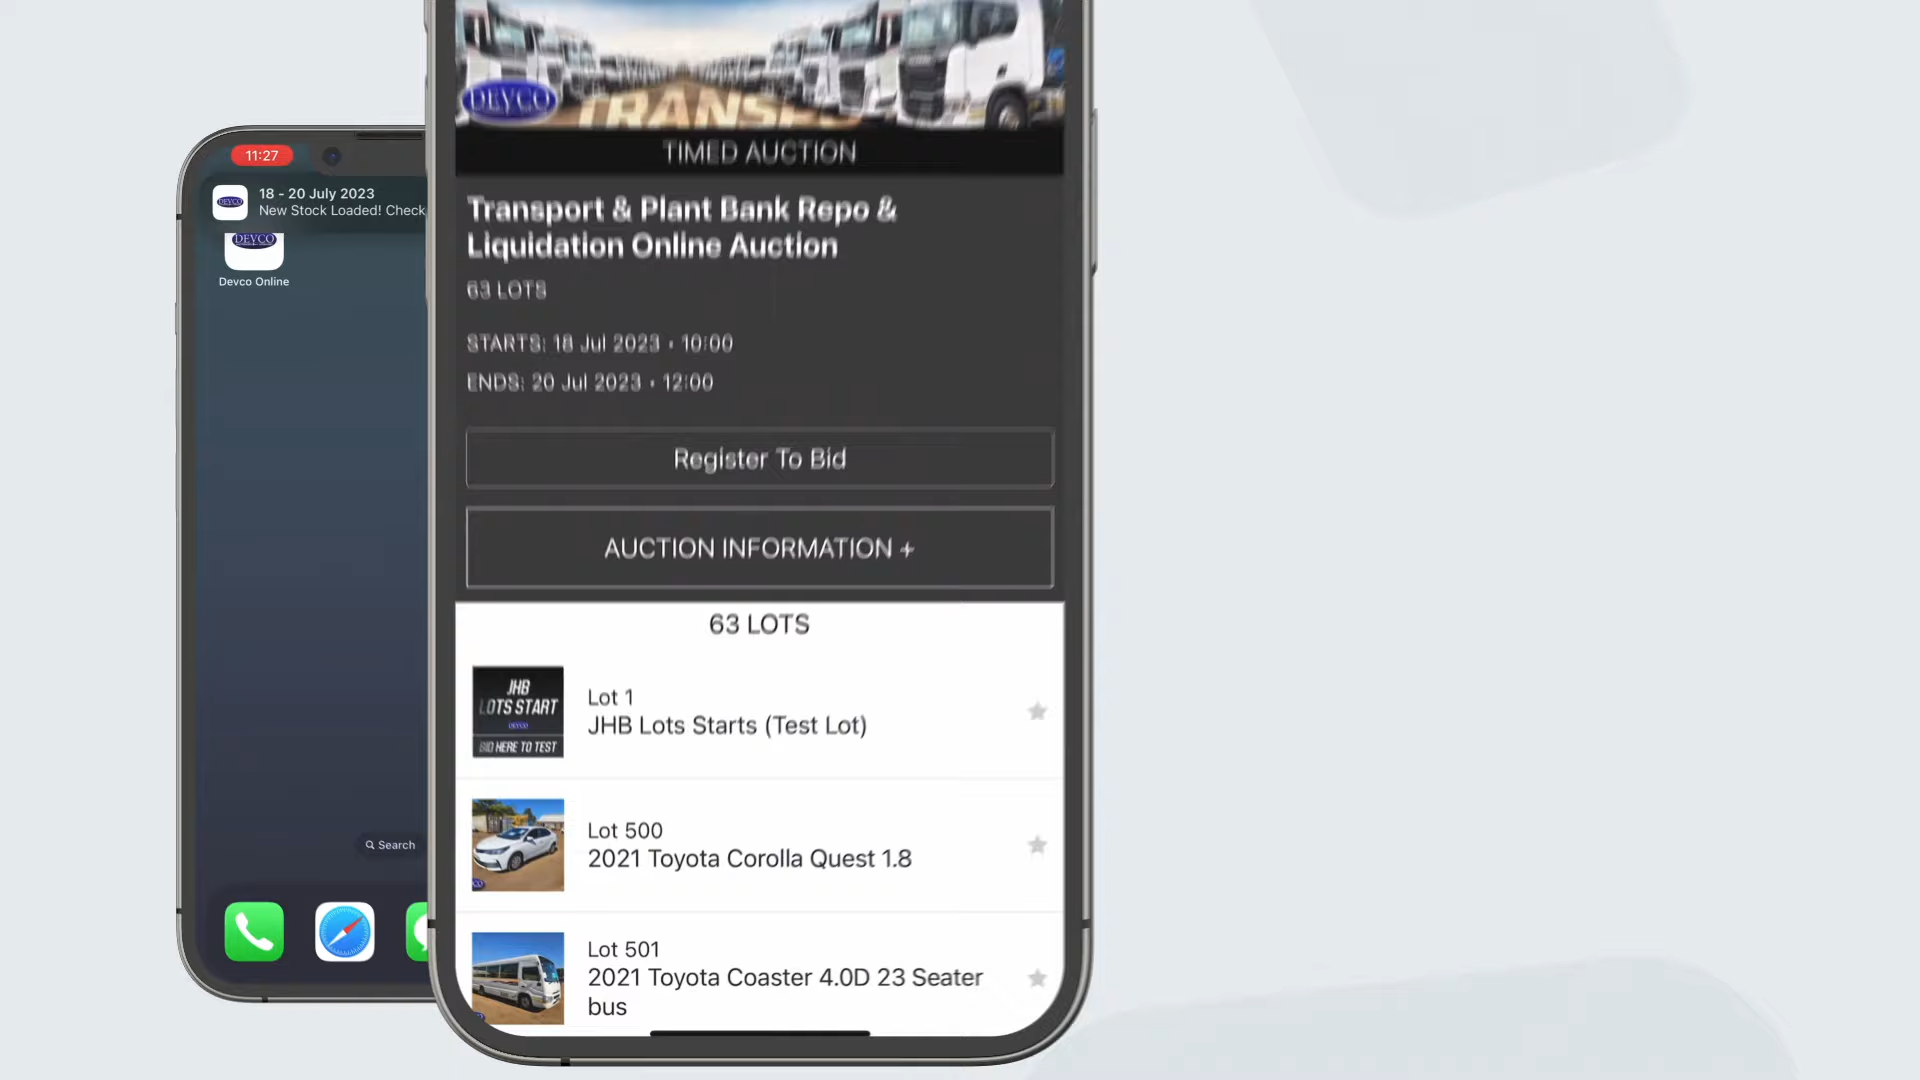 11:27
18 - 20 July 2023
New Stock Loaded! Check
DEVCO
Devco Online
Search
DEVCO
TIMED AUCTION
Transport & Plant Bank Repo &
Liquidation Online Auction
63 LOTS
STARTS: 18 Jul 2023 • 10:00
ENDS: 20 Jul 2023 • 12:00
Register To Bid
AUCTION INFORMATION +
63 LOTS
JHB
LOTS START
DEVCO
BID HERE TO TEST
Lot 1
JHB Lots Starts (Test Lot)
Lot 500
2021 Toyota Corolla Quest 1.8
Lot 501
2021 Toyota Coaster 4.0D 23 Seater
bus